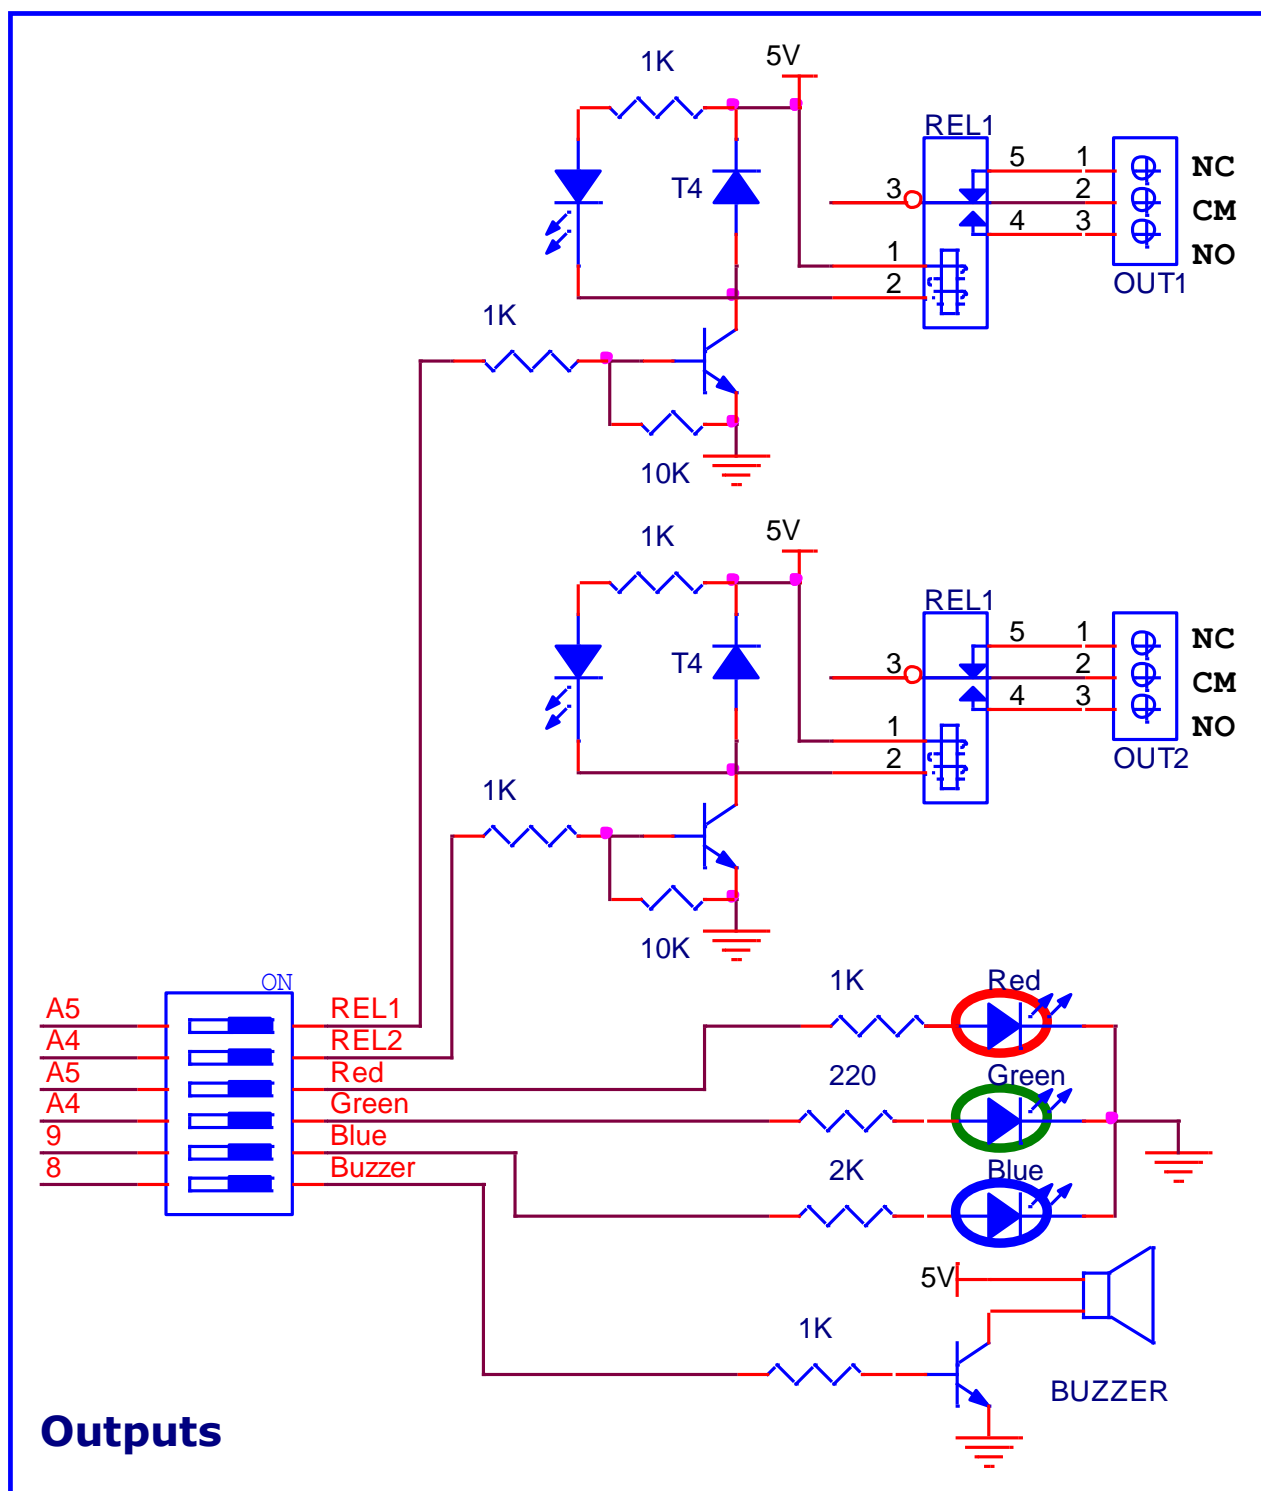 1K
5V
REL1
T4
3
5
1
NC
2
CM
4
3
NO
1
2
OUT1
1K
10K
1K
5V
REL1
T4
3
5
1
NC
2
CM
4
3
NO
1
2
OUT2
1K
10K
ON
A5 REL1
A4 REL2
A5 Red
A4 Green
9 Blue
8 Buzzer
1K Red
220 Green
2K Blue
5V
1K
BUZZER
Outputs